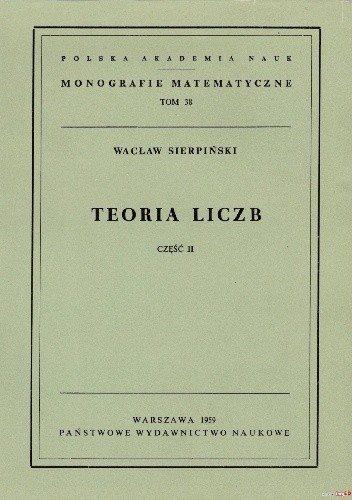 POLSKA AKADEMIA NAUK
MONOGRAFIE MATEMATYCZNE
TOM 38
WACŁAW SIERPIŃSKI
TEORIA LICZB
CZĘŚĆ II
WARSZAWA 1959
PAŃSTWOWE WYDAWNICTWO NAUKOWE